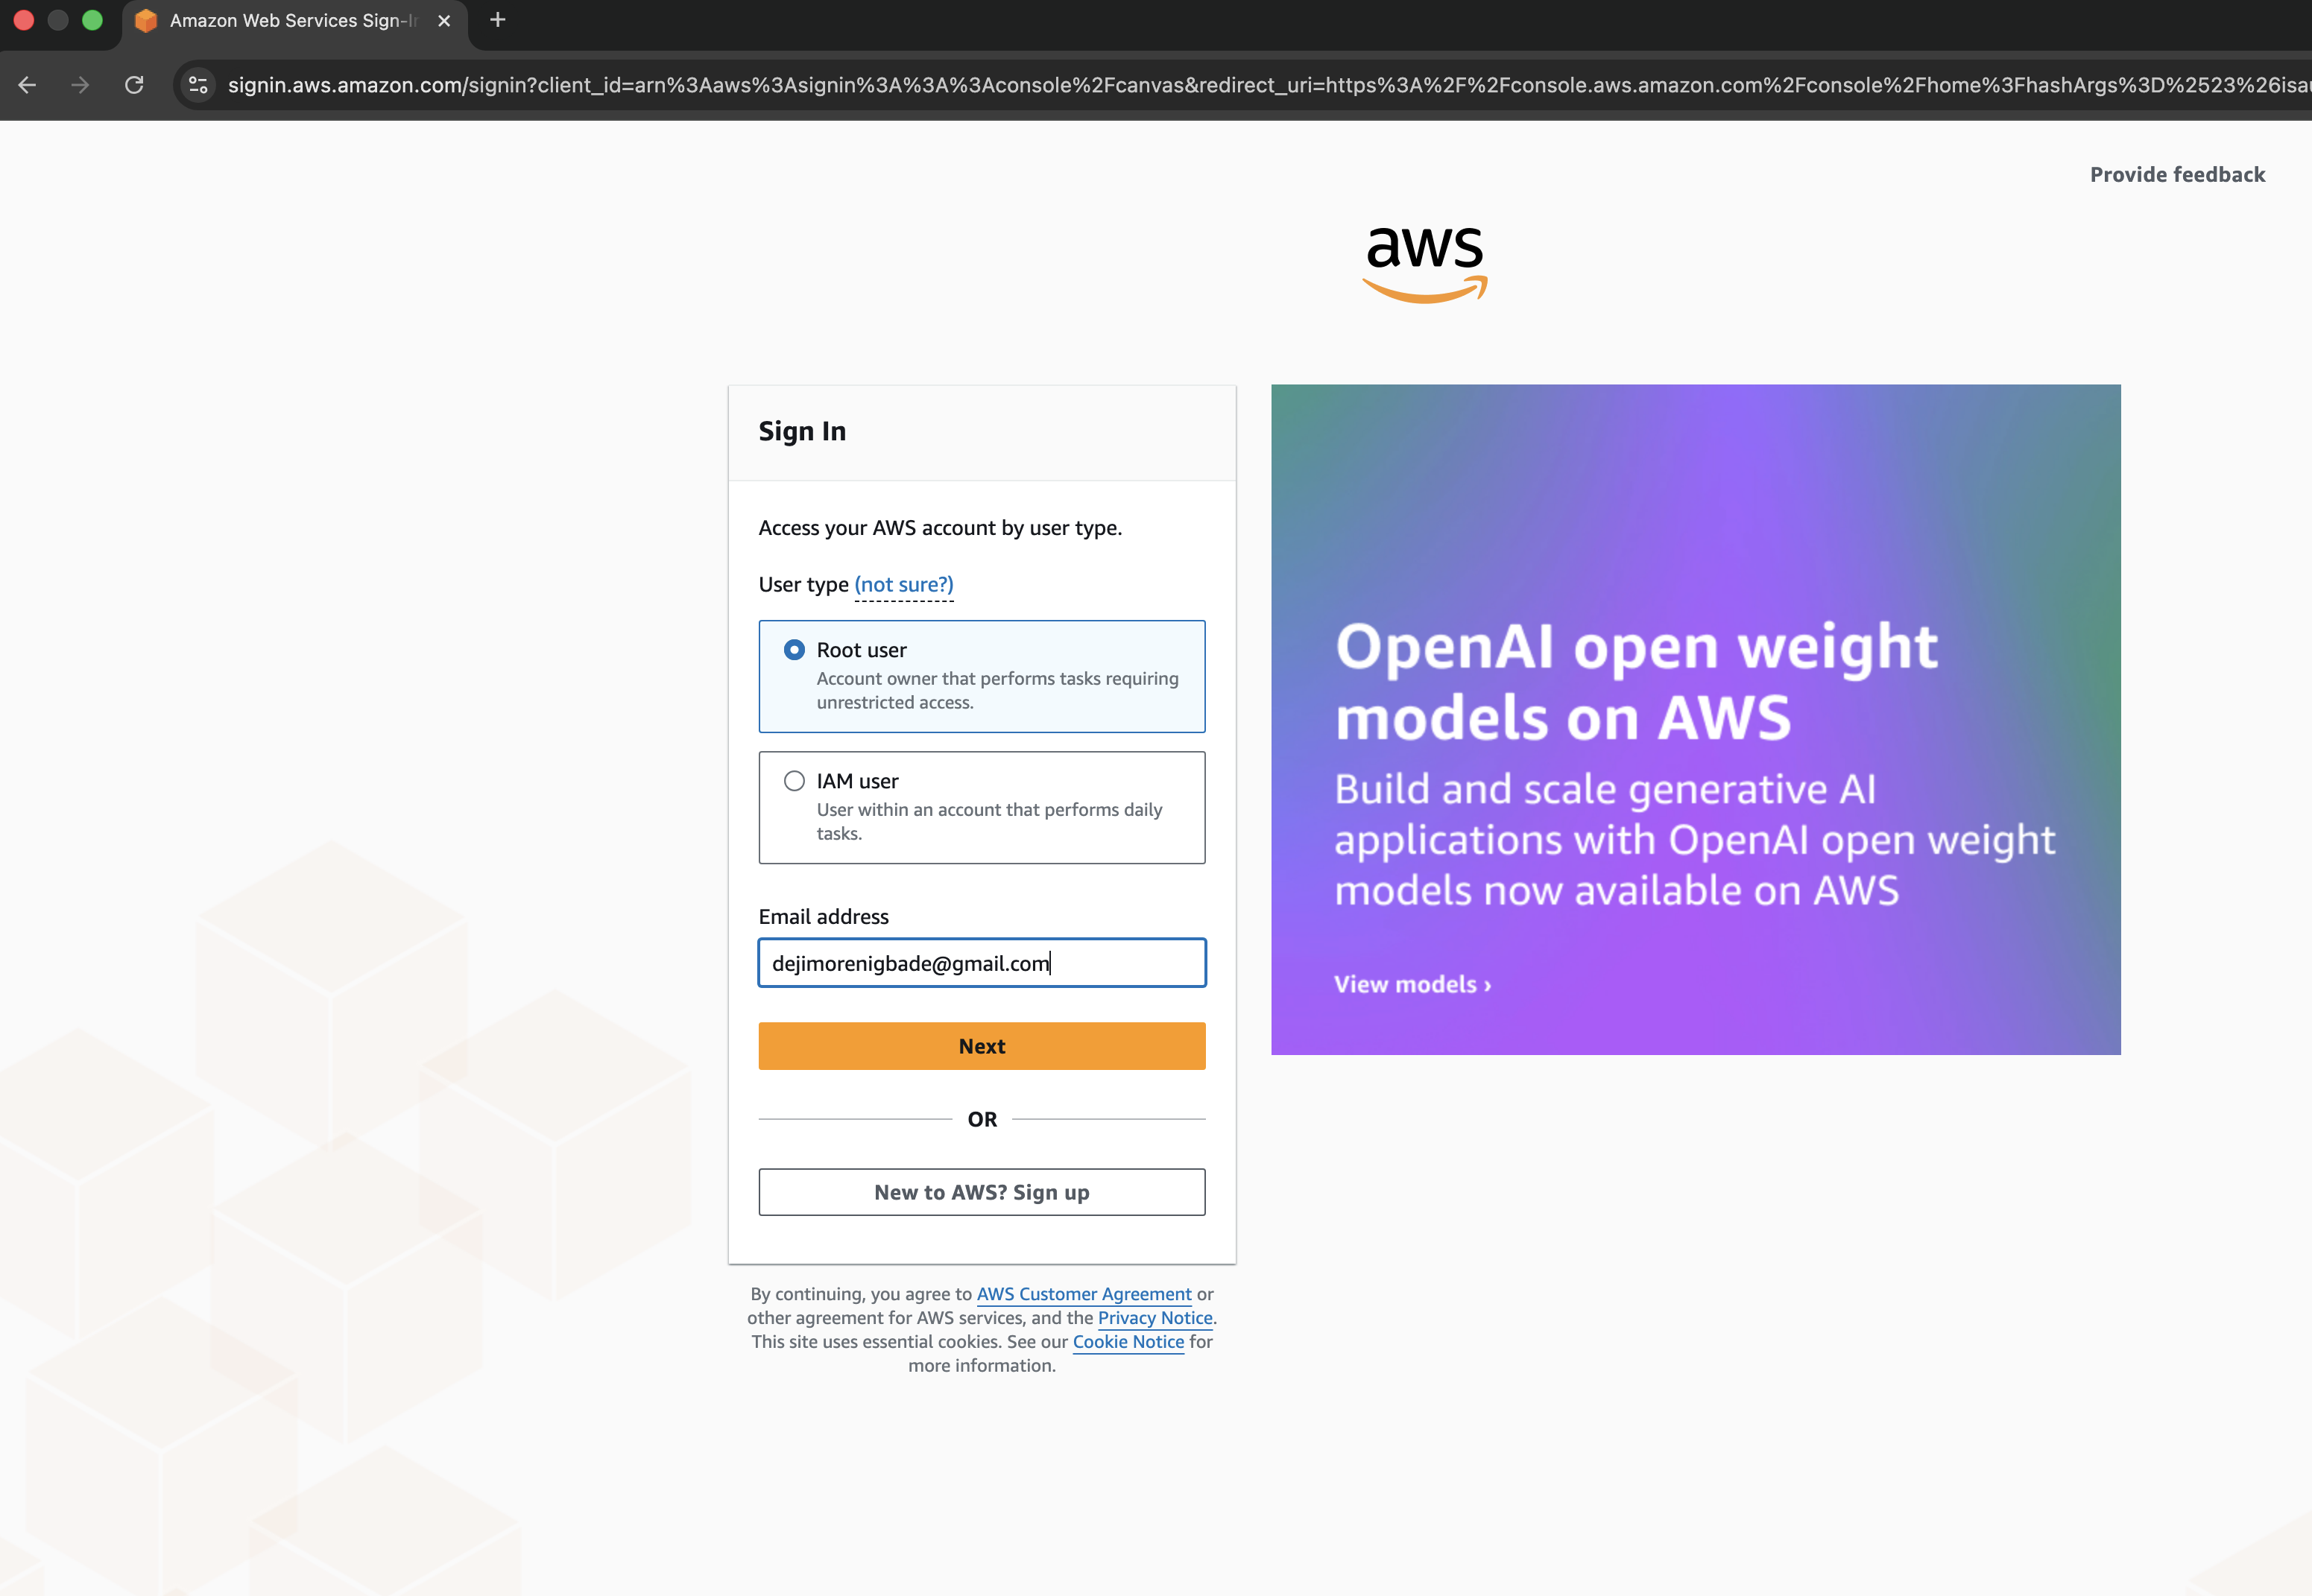 Amazon Web Services Sign-In
signin.aws.amazon.com/signin?client_id=arn%3Aaws%3Asignin%3A%3A%3Aconsole%2Fcanvas&redirect_uri=https%3A%2F%2Fconsole.aws.amazon.com%2Fconsole%2Fhome%3FhashArgs%3D%2523%26isau
Provide feedback
aws
Sign In
Access your AWS account by user type.
User type (not sure?)
Root user
Account owner that performs tasks requiring
unrestricted access.
IAM user
User within an account that performs daily
tasks.
Email address
dejimorenigbade@gmail.com
Next
OR
New to AWS? Sign up
By continuing, you agree to AWS Customer Agreement or
other agreement for AWS services, and the Privacy Notice.
This site uses essential cookies. See our Cookie Notice for
more information.
OpenAI open weight
models on AWS
Build and scale generative AI
applications with OpenAI open weight
models now available on AWS
View models ›